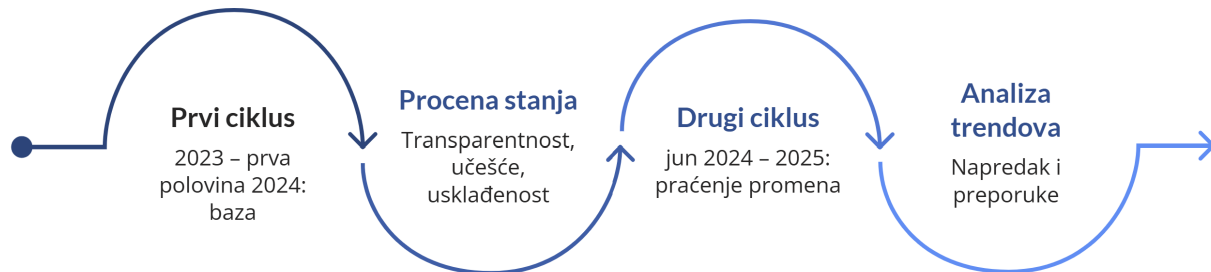 Prvi ciklus
2023 – prva
polovina 2024:
baza
Procena stanja
Transparentnost,
učešće,
usklađenost
Drugi ciklus
jun 2024 – 2025:
praćenje promena
Analiza
trendova
Napredak i
preporuke